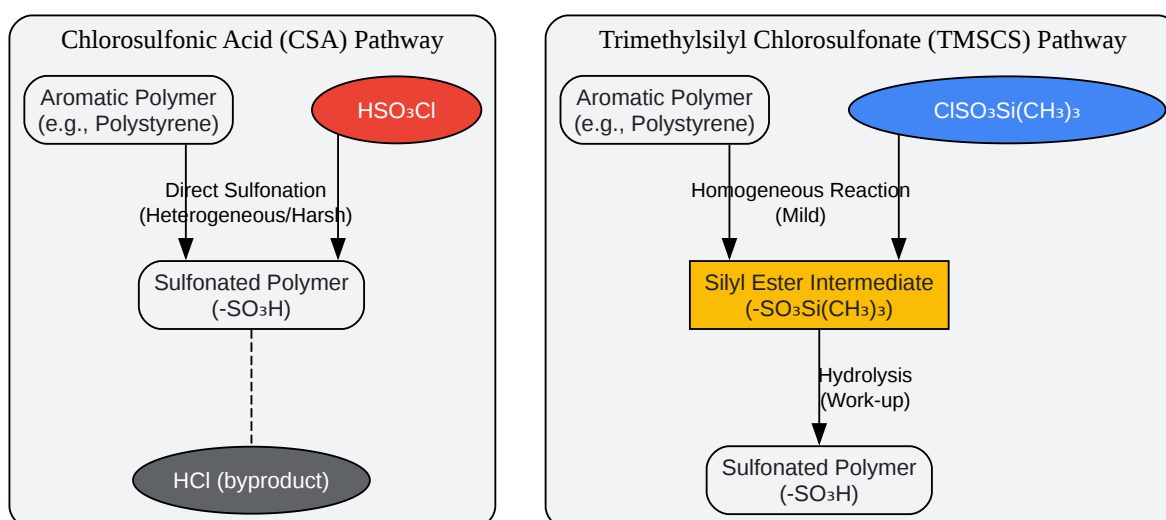 Chlorosulfonic Acid (CSA) Pathway
Aromatic Polymer
(e.g., Polystyrene)
HSO₃Cl
Direct Sulfonation
(Heterogeneous/Harsh)
Sulfonated Polymer
(-SO₃H)
HCl (byproduct)
Trimethylsilyl Chlorosulfonate (TMSCS) Pathway
Aromatic Polymer
(e.g., Polystyrene)
ClSO₃Si(CH₃)₃
Homogeneous Reaction
(Mild)
Silyl Ester Intermediate
(-SO₃Si(CH₃)₃)
Hydrolysis
(Work-up)
Sulfonated Polymer
(-SO₃H)